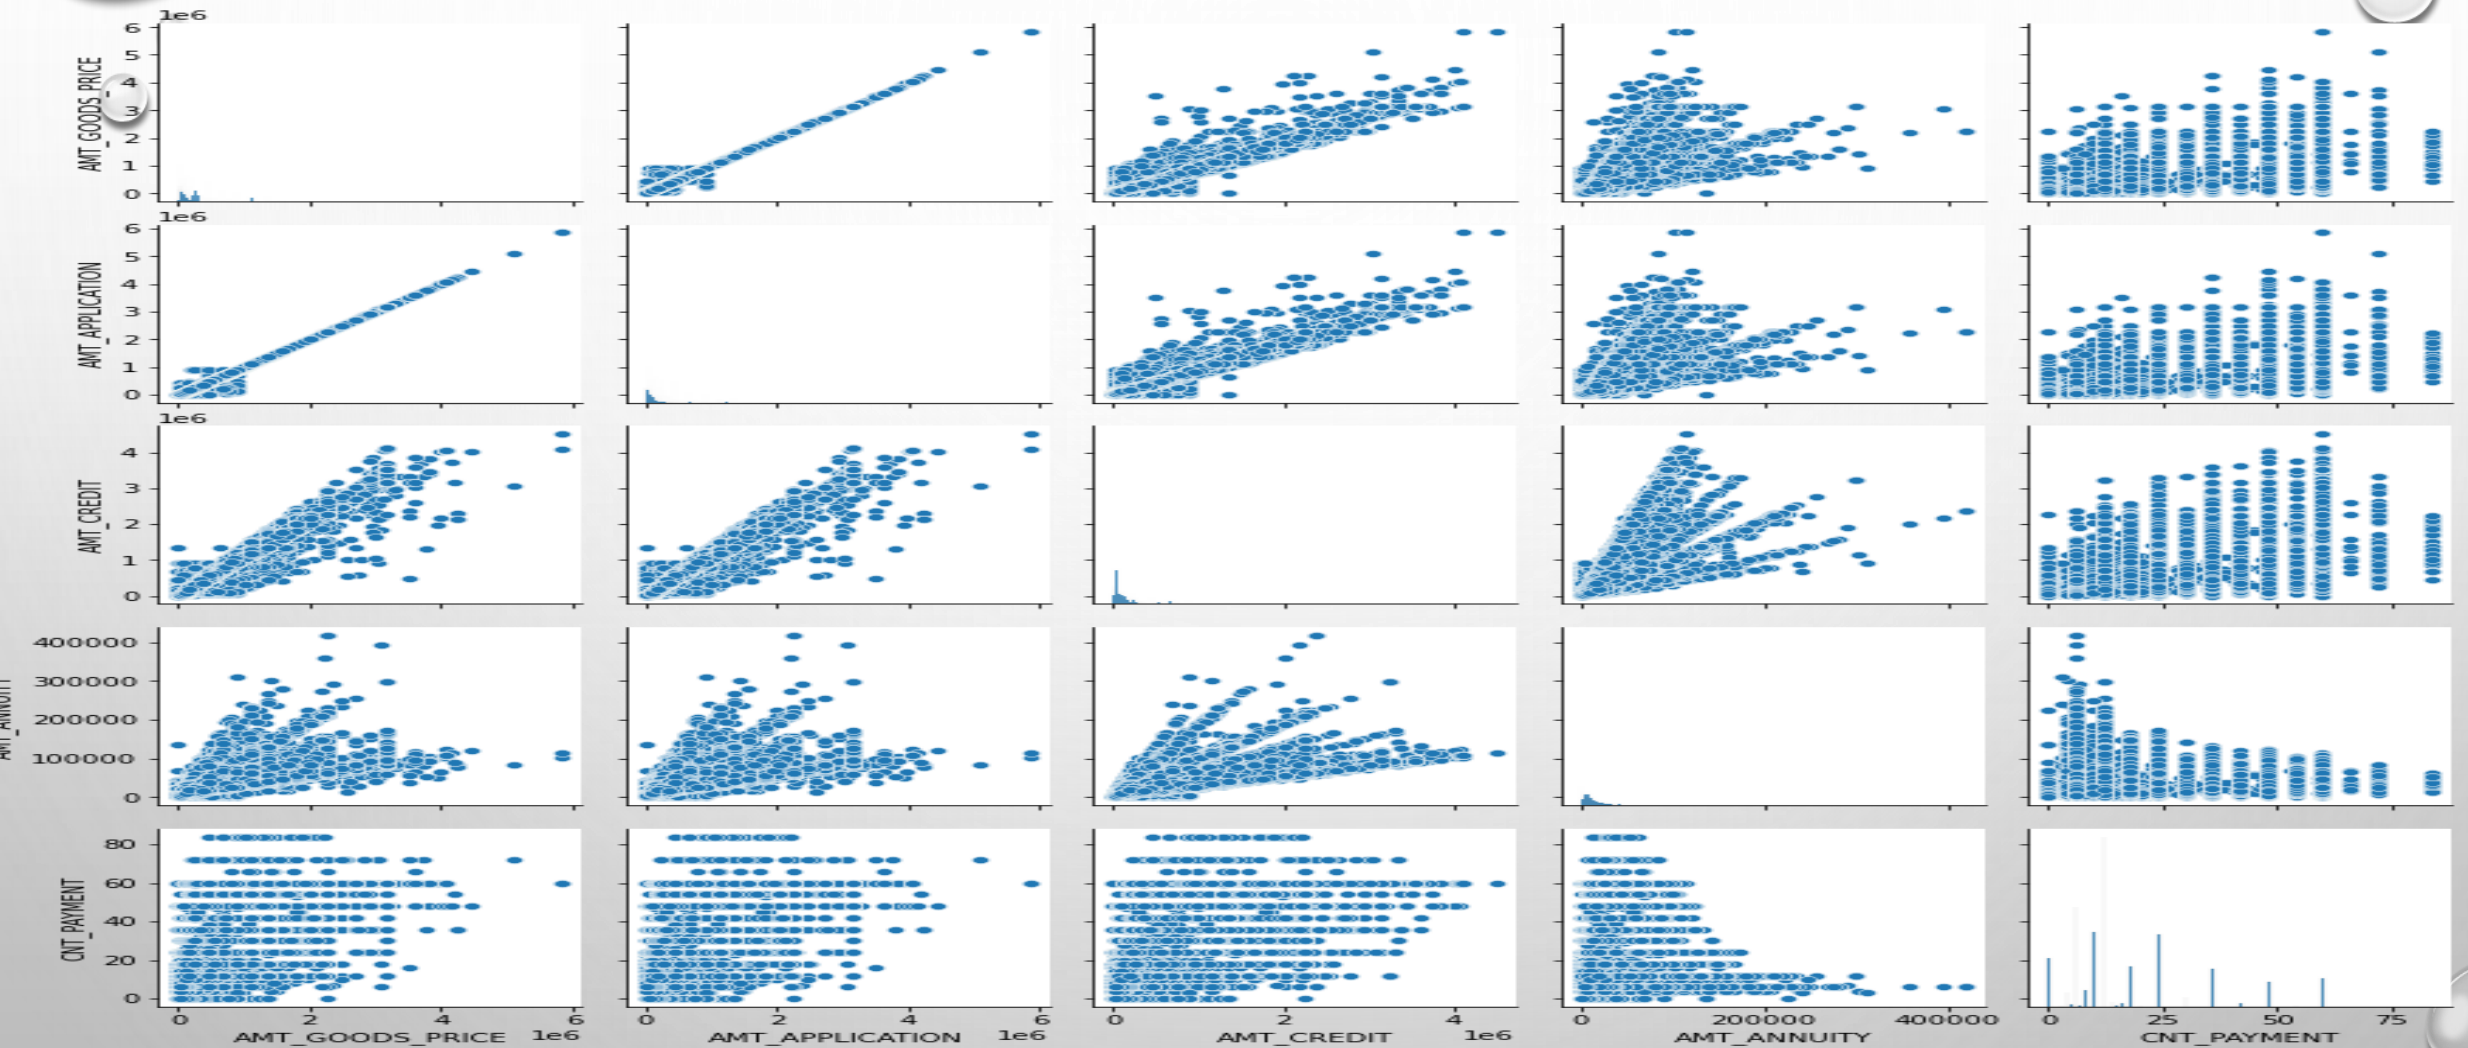 1e6
AMT_GOODS_PRICE
6
5
4
3
2
1
0
1e6
AMT_APPLICATION
6
5
4
3
2
1
0
1e6
AMT_CREDIT
4
3
2
1
0
AMT_ANNUITY
400000
300000
200000
100000
0
CNT_PAYMENT
80
60
40
20
0
0 2 4 6 0 2 4 6 0 2 4 0 200000 400000 0 25 50 75
AMT_GOODS_PRICE 1e6 AMT_APPLICATION 1e6 AMT_CREDIT 1e6 AMT_ANNUITY CNT_PAYMENT